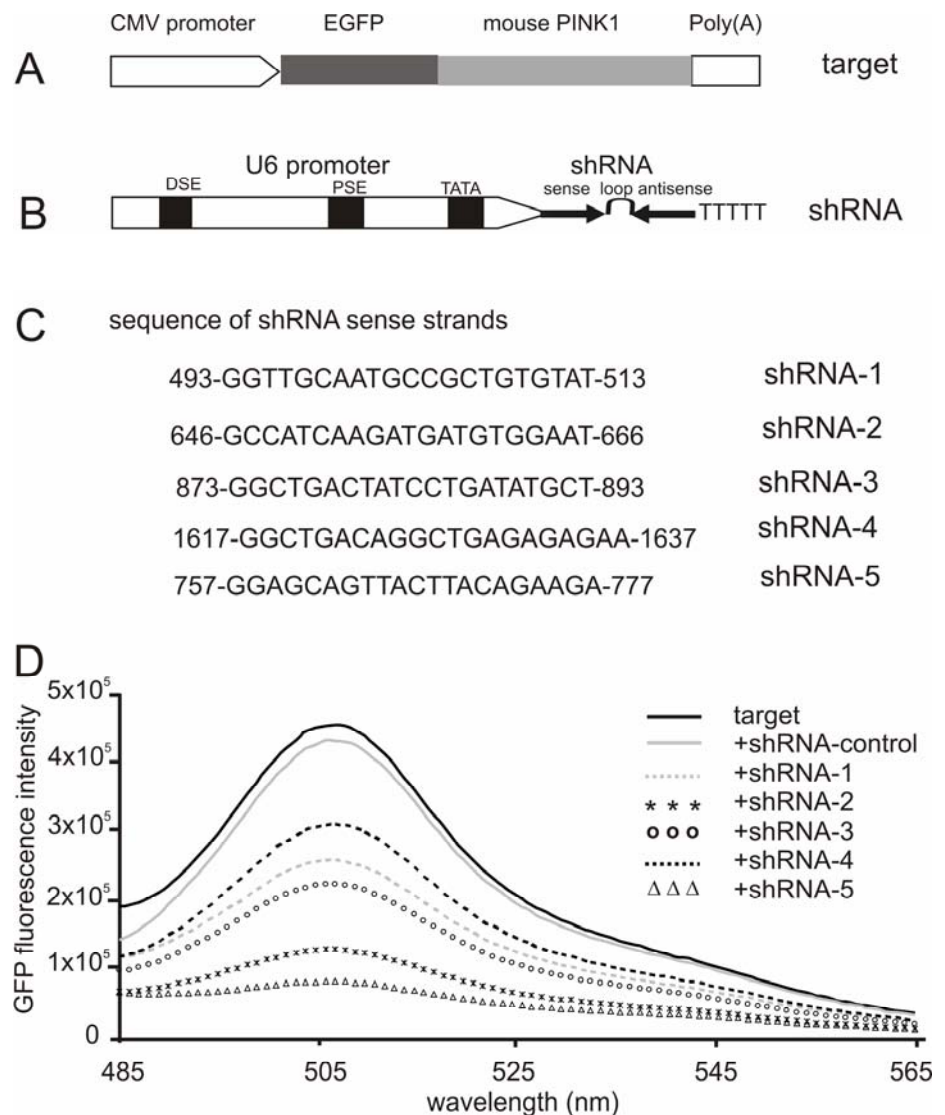 CMV promoter EGFP mouse PINK1 Poly(A)
A target
U6 promoter shRNA
DSE PSE TATA sense loop antisense
B TTTTT shRNA
C sequence of shRNA sense strands
493-GGTTGCAATGCCGCTGTGTAT-513 shRNA-1
646-GCCATCAAGATGATGTGGAAT-666 shRNA-2
873-GGCTGACTATCCTGATATGCT-893 shRNA-3
1617-GGCTGACAGGCTGAGAGAGAA-1637 shRNA-4
757-GGAGCAGTTACTTACAGAAGA-777 shRNA-5
D
GFP fluorescence intensity
5x10⁵
4x10⁵
3x10⁵
2x10⁵
1x10⁵
0
target
+shRNA-control
+shRNA-1
+shRNA-2
+shRNA-3
+shRNA-4
+shRNA-5
485 505 525 545 565
wavelength (nm)